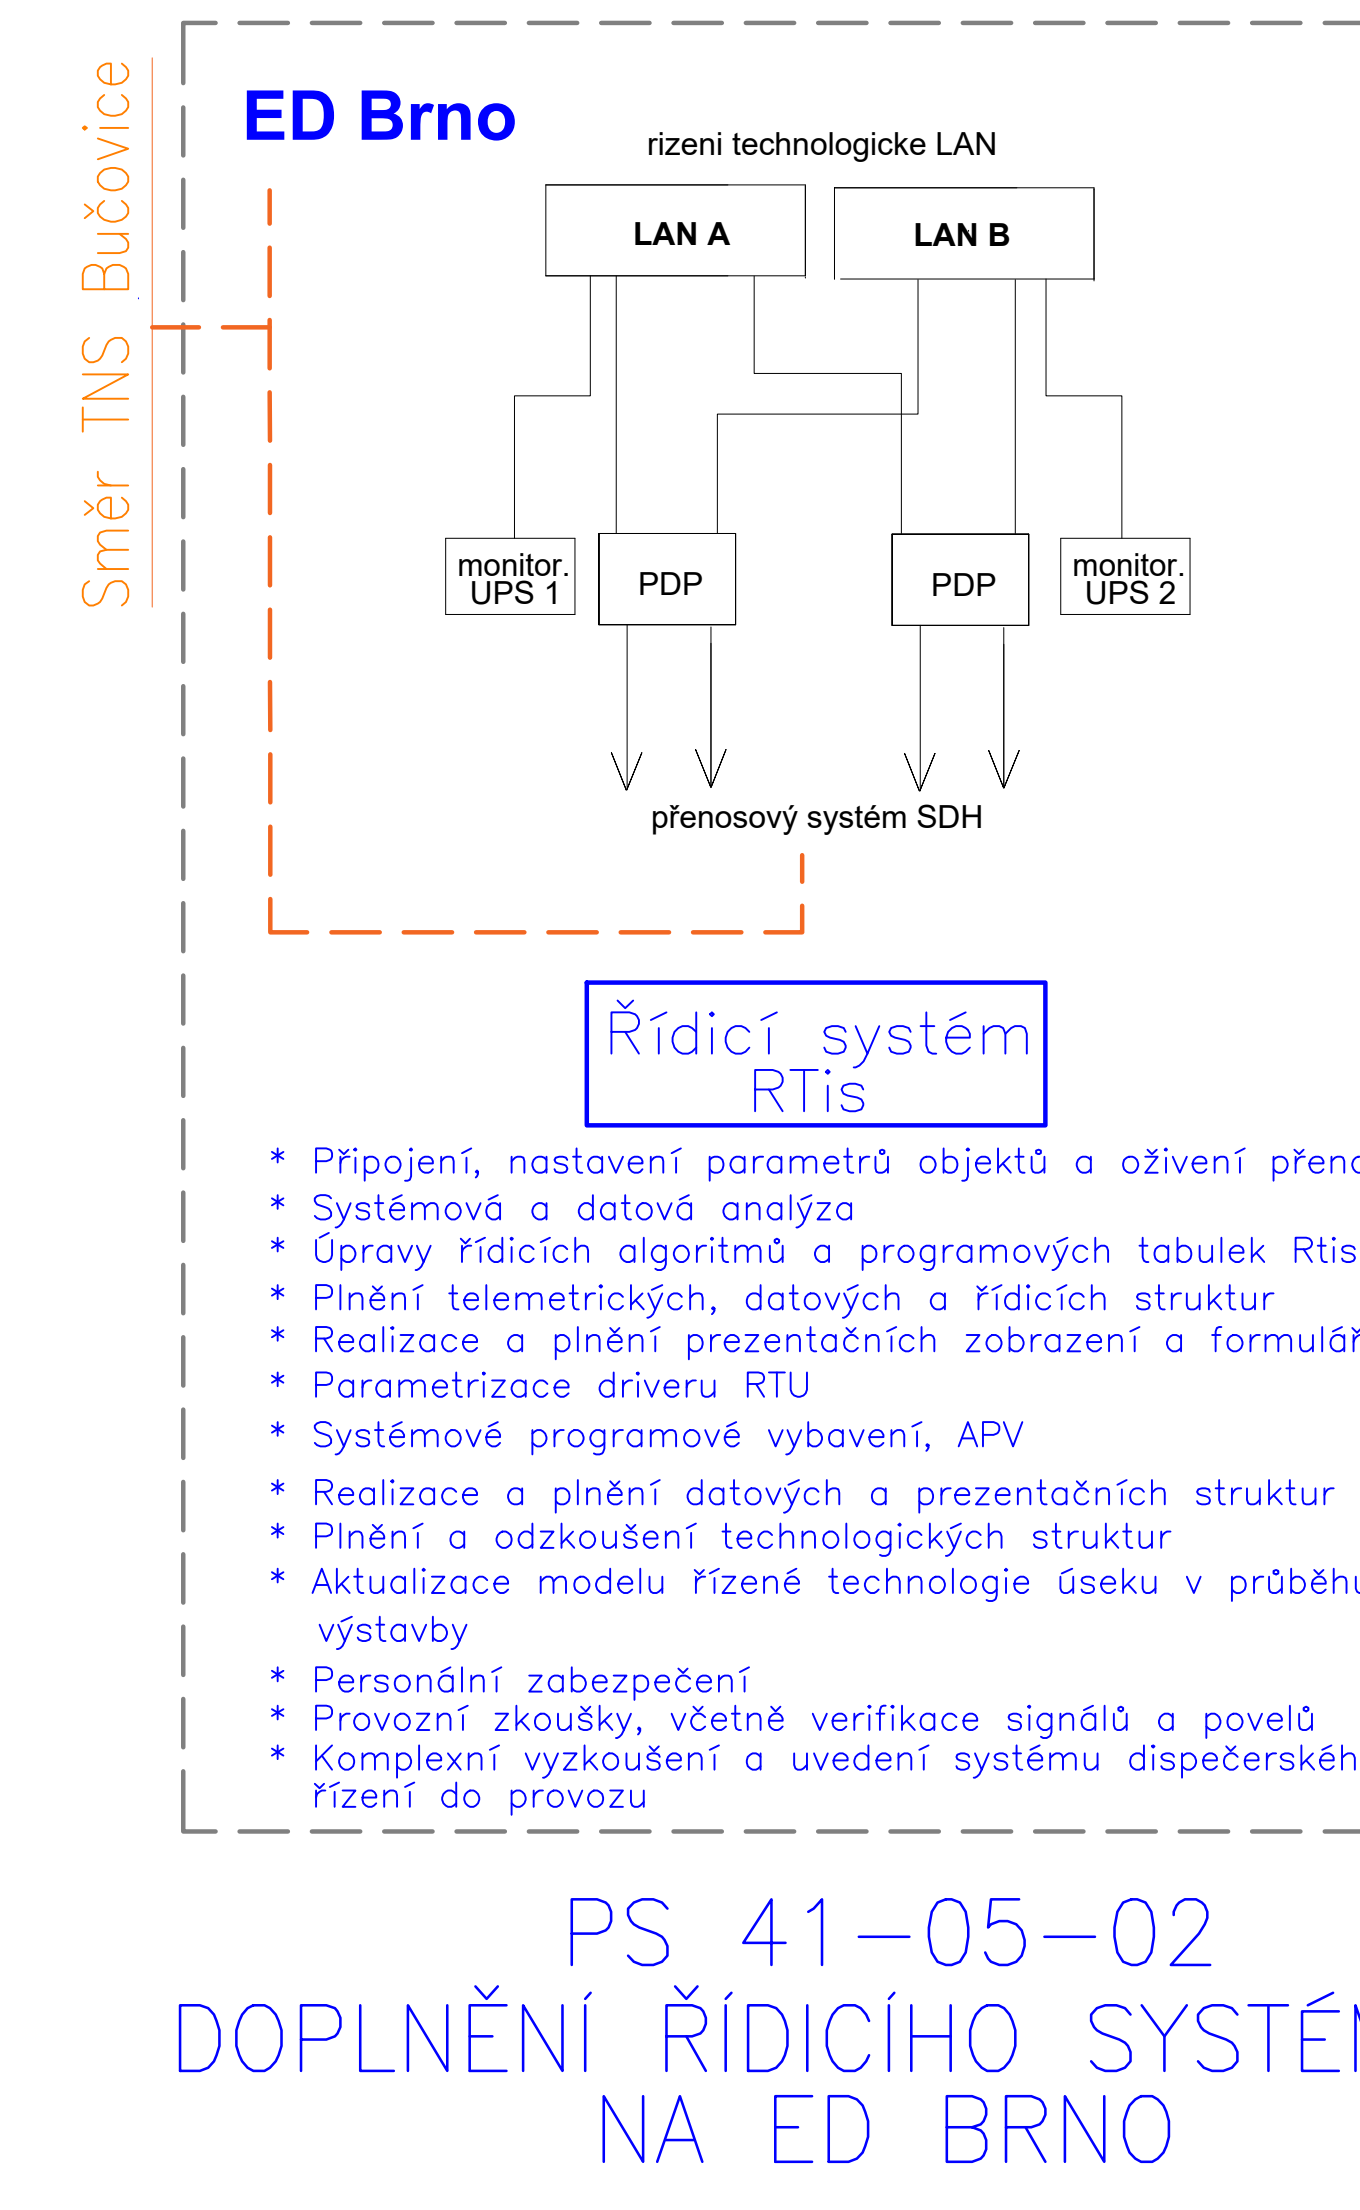 Směr TNS Bučovice
ED Brno
rizeni technologicke LAN
LAN A
LAN B
monitor.
UPS 1
PDP
PDP
monitor.
UPS 2
přenosový systém SDH
Řídicí systém
RTis
* Připojení, nastavení parametrů objektů a oživení
* Systémová a datová analýza
* Úpravy řídicích algoritmů a programových tabulek Rtis
* Plnění telemetrických, datových a řídicích struktur
* Realizace a plnění prezentačních zobrazení a
* Parametrizace driveru RTU
* Systémové programové vybavení, APV
* Realizace a plnění datových a prezentačních struktur
* Plnění a odzkoušení technologických struktur
* Aktualizace modelu řízené technologie úseku v průběhu
výstavby
* Personální zabezpečení
* Provozní zkoušky, včetně verifikace signálů a povelů
* Komplexní vyzkoušení a uvedení systému
řízení do provozu
PS 41-05-02
DOPLNĚNÍ ŘÍDICÍHO
NA ED BRNO